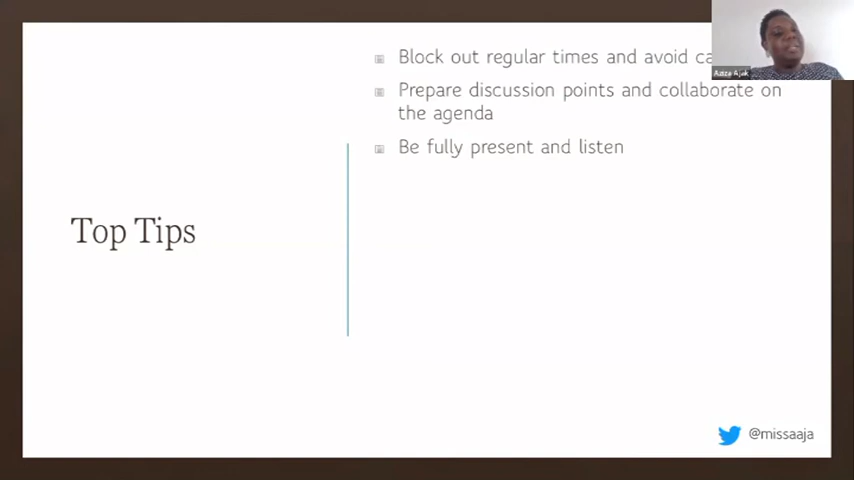 Block out regular times and avoid
Prepare discussion points and collaborate on
the agenda
Be fully present and listen
Top Tips
@missaaja